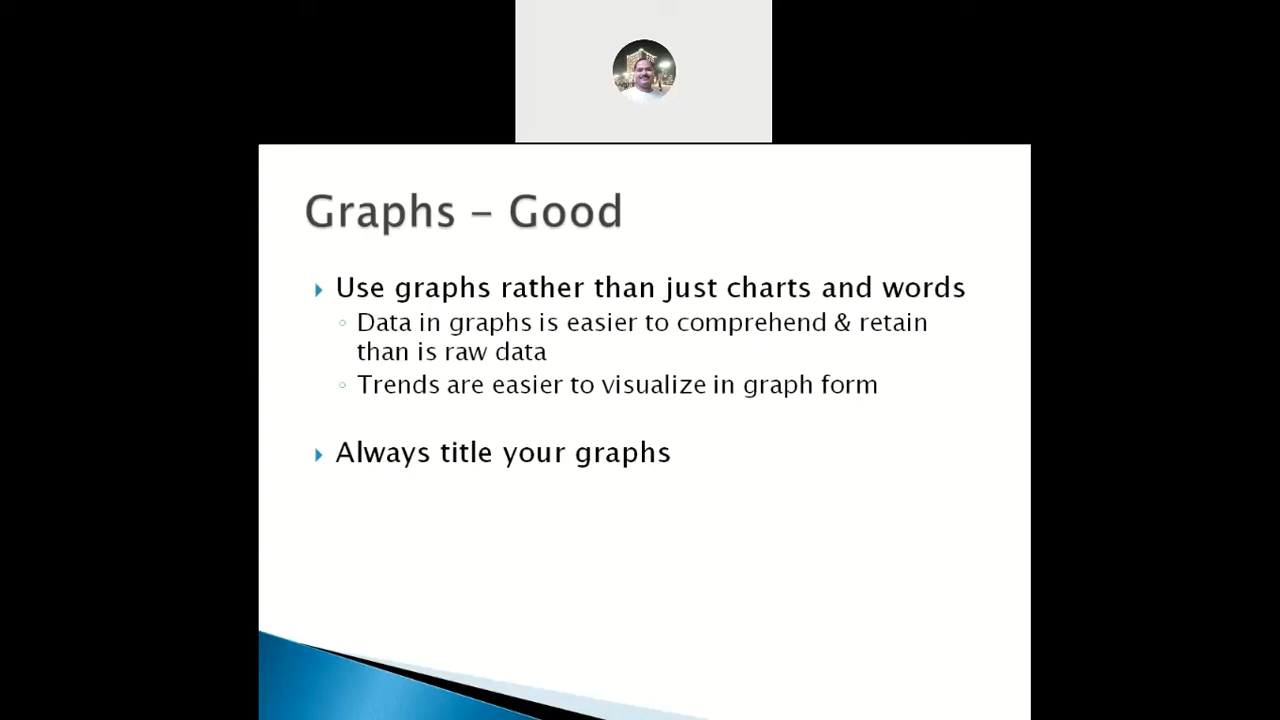 Graphs - Good
Use graphs rather than just charts and words
Data in graphs is easier to comprehend & retain
than is raw data
Trends are easier to visualize in graph form
Always title your graphs